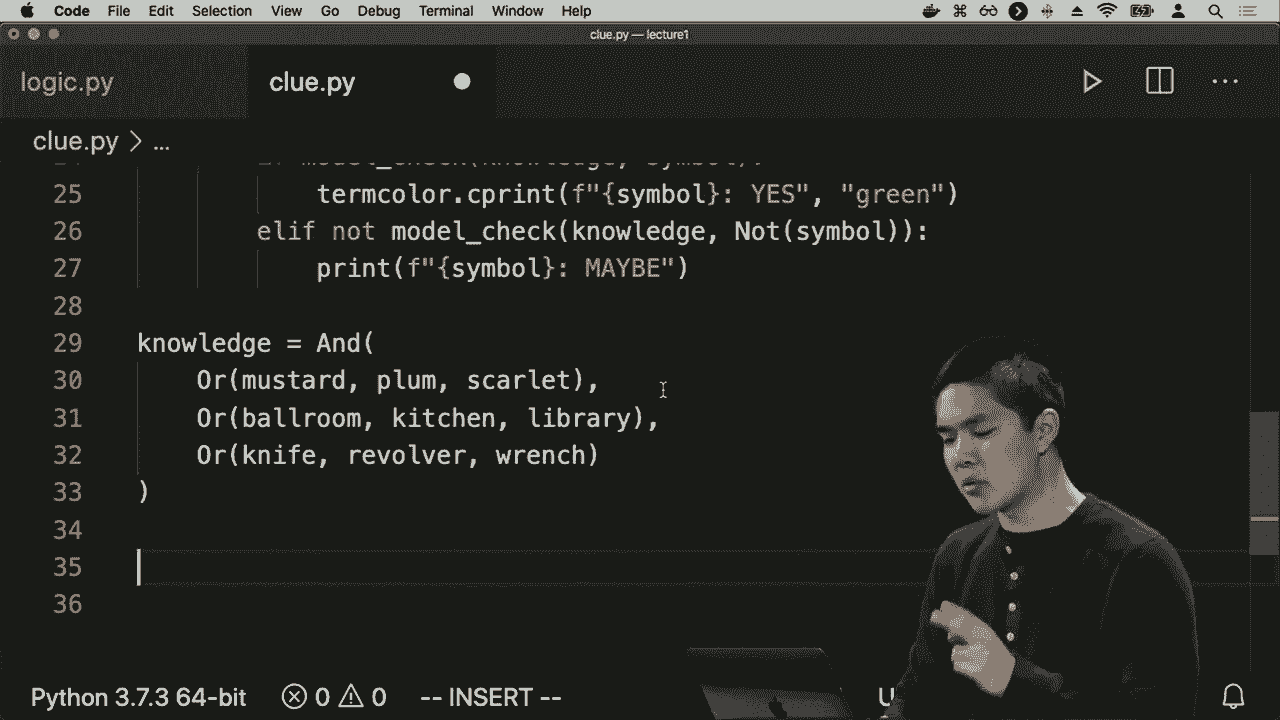 Code File Edit Selection View Go Debug Terminal Window Help
clue.py — lecture1
logic.py clue.py
clue.py > ...
25 termcolor.cprint(f"{symbol}: YES", "green")
26 elif not model_check(knowledge, Not(symbol)):
27 print(f"{symbol}: MAYBE")
28
29 knowledge = And(
30 Or(mustard, plum, scarlet),
31 Or(ballroom, kitchen, library),
32 Or(knife, revolver, wrench)
33 )
34
35
36
Python 3.7.3 64-bit 0 0 -- INSERT --